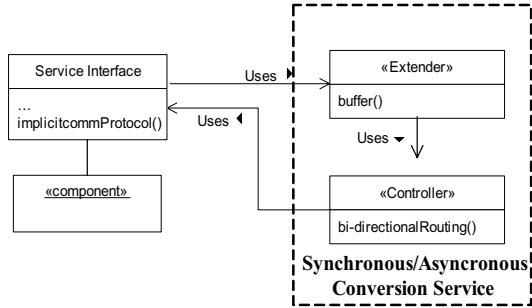 Service Interface
...
implicitcommProtocol()
«component»
Uses
Uses
«Extender»
buffer()
Uses
«Controller»
bi-directionalRouting()
Synchronous/Asyncronous
Conversion Service